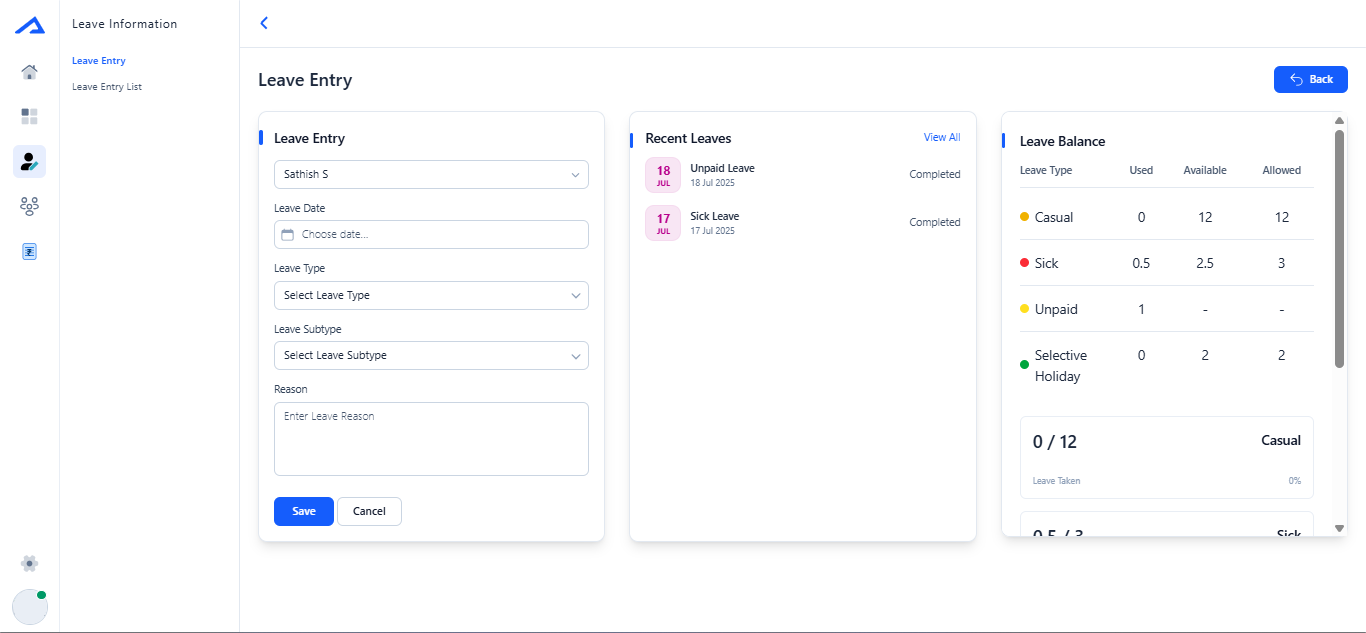 Leave Information
Leave Entry
Leave Entry List
Leave Entry
Back
Leave Entry
Sathish S
Leave Date
Choose date...
Leave Type
Select Leave Type
Leave Subtype
Select Leave Subtype
Reason
Enter Leave Reason
Save Cancel
Recent Leaves View All
18 JUL
Unpaid Leave
18 Jul 2025
Completed
17 JUL
Sick Leave
17 Jul 2025
Completed
Leave Balance
Leave Type Used Available Allowed
Casual 0 12 12
Sick 0.5 2.5 3
Unpaid 1 - -
Selective Holiday 0 2 2
0 / 12 Casual
Leave Taken 0%
0.5 / 3 Sick